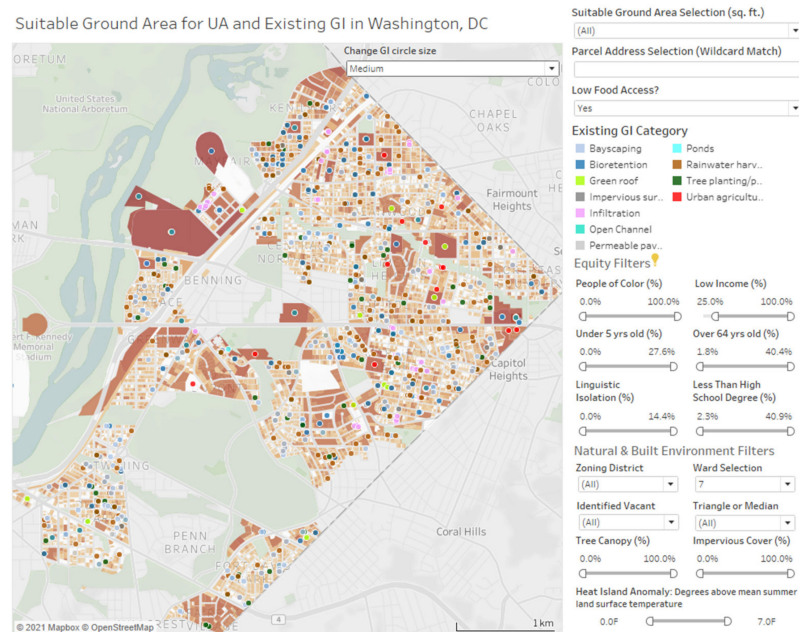 Suitable Ground Area for UA and Existing GI in Washington, DC
Change GI circle size
Medium
United States
National Arboretum
CHAPEL
OAKS
Fairmount
Heights
BENNING
Capitol
Heights
Memorial
Stadium
Coral Hills
PENN
BRANCH
4
1 km
© 2021 Mapbox © OpenStreetMap
Suitable Ground Area Selection (sq. ft.)
(All)
Parcel Address Selection (Wildcard Match)
Low Food Access?
Yes
Existing GI Category
Bayscaping
Ponds
Bioretention
Rainwater harv..
Green roof
Tree planting/p..
Impervious sur..
Urban agricultu..
Infiltration
Open Channel
Permeable pav..
Equity Filters
People of Color (%)
Low Income (%)
0.0% 100.0%
25.0% 100.0%
Under 5 yrs old (%)
Over 64 yrs old (%)
0.0% 27.6%
1.8% 40.4%
Linguistic
Isolation (%)
Less Than High
School Degree (%)
0.0% 14.4%
2.3% 40.9%
Natural & Built Environment Filters
Zoning District
Ward Selection
(All)
7
Identified Vacant
Triangle or Median
(All)
(All)
Tree Canopy (%)
Impervious Cover (%)
0.0% 100.0%
0.0% 100.0%
Heat Island Anomaly: Degrees above mean summer
land surface temperature
0.0F 7.0F